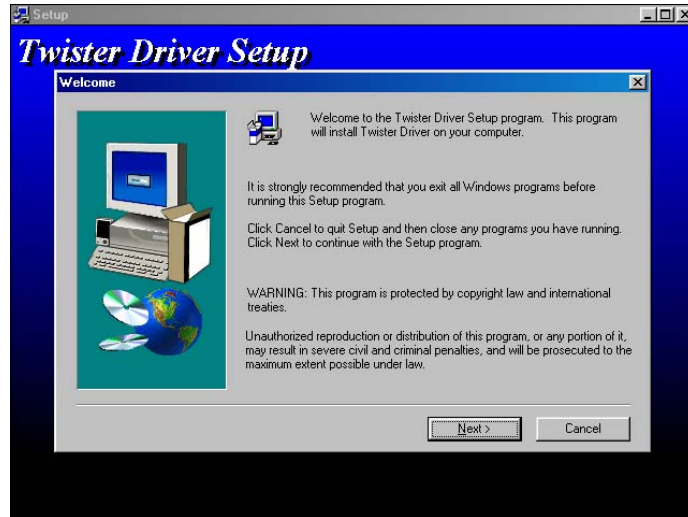 Setup
Twister Driver Setup
Welcome
Welcome to the Twister Driver Setup program. This program
will install Twister Driver on your computer.
It is strongly recommended that you exit all Windows programs before
running this Setup program.
Click Cancel to quit Setup and then close any programs you have running.
Click Next to continue with the Setup program.
WARNING: This program is protected by copyright law and international
treaties.
Unauthorized reproduction or distribution of this program, or any portion of it,
may result in severe civil and criminal penalties, and will be prosecuted to the
maximum extent possible under law.
Next >
Cancel